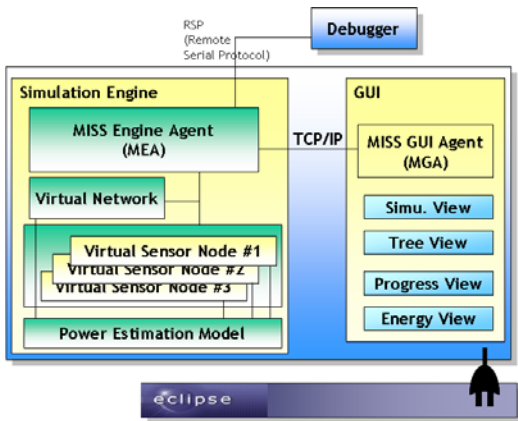 RSP
(Remote
Serial Protocol)
Debugger
Simulation Engine
GUI
MISS Engine Agent
(MEA)
TCP/IP
MISS GUI Agent
(MGA)
Virtual Network
Simu. View
Tree View
Virtual Sensor Node #1
Virtual Sensor Node #2
Virtual Sensor Node #3
Progress View
Power Estimation Model
Energy View
eclipse